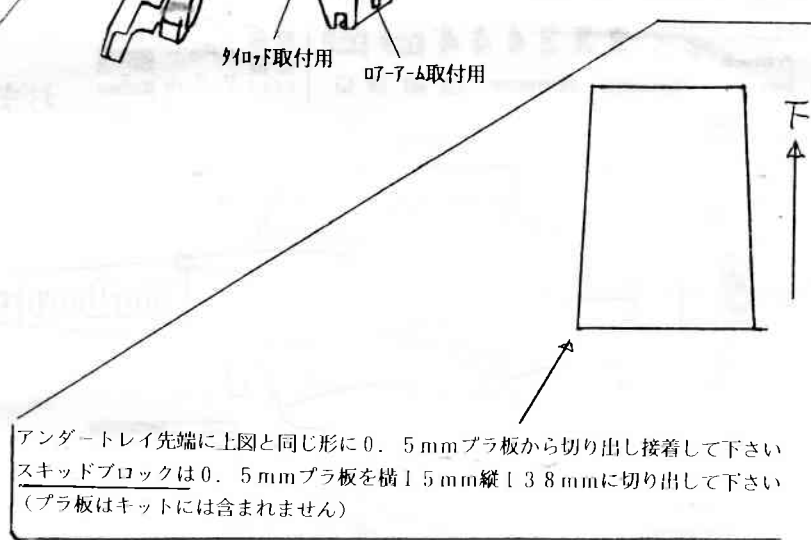 タイロッド取付用
ロアーアーム取付用
下
アンダートレイ先端に上図と同じ形に０．５mmプラ板から切り出し接着して下さい
スキッドブロックは０．５mmプラ板を横１５mm縦１３８mmに切り出して下さい
（プラ板はキットには含まれません）